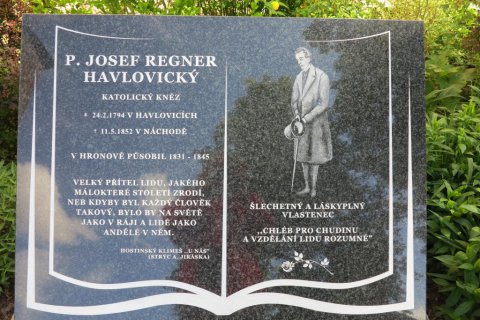 P. JOSEF REGNER
HAVLOVICKÝ
KATOLICKÝ KNĚZ
* 24.2.1794 V HAVLOVICÍCH
† 11.5.1852 V NÁCHODĚ
V HRONOVĚ PŮSOBIL 1831 - 1845
VELKÝ PŘÍTEL LIDU, JAKÉHO
MÁLOKTERÉ STOLETÍ ZRODÍ,
NEB KDYBY BYL KAŽDÝ ČLOVĚK
TAKOVÝ, BYLO BY NA SVĚTĚ
JAKO V RÁJI A LIDÉ JAKO
ANDĚLÉ V NĚM.
HOSTINSKÝ KLIMEŠ „U NÁS"
(STRÝC A. JIRÁSKA)
ŠLECHETNÝ A LÁSKYPLNÝ
VLASTENEC
„CHLÉB PRO CHUDINU
A VZDĚLÁNÍ LIDU ROZUMNÉ"